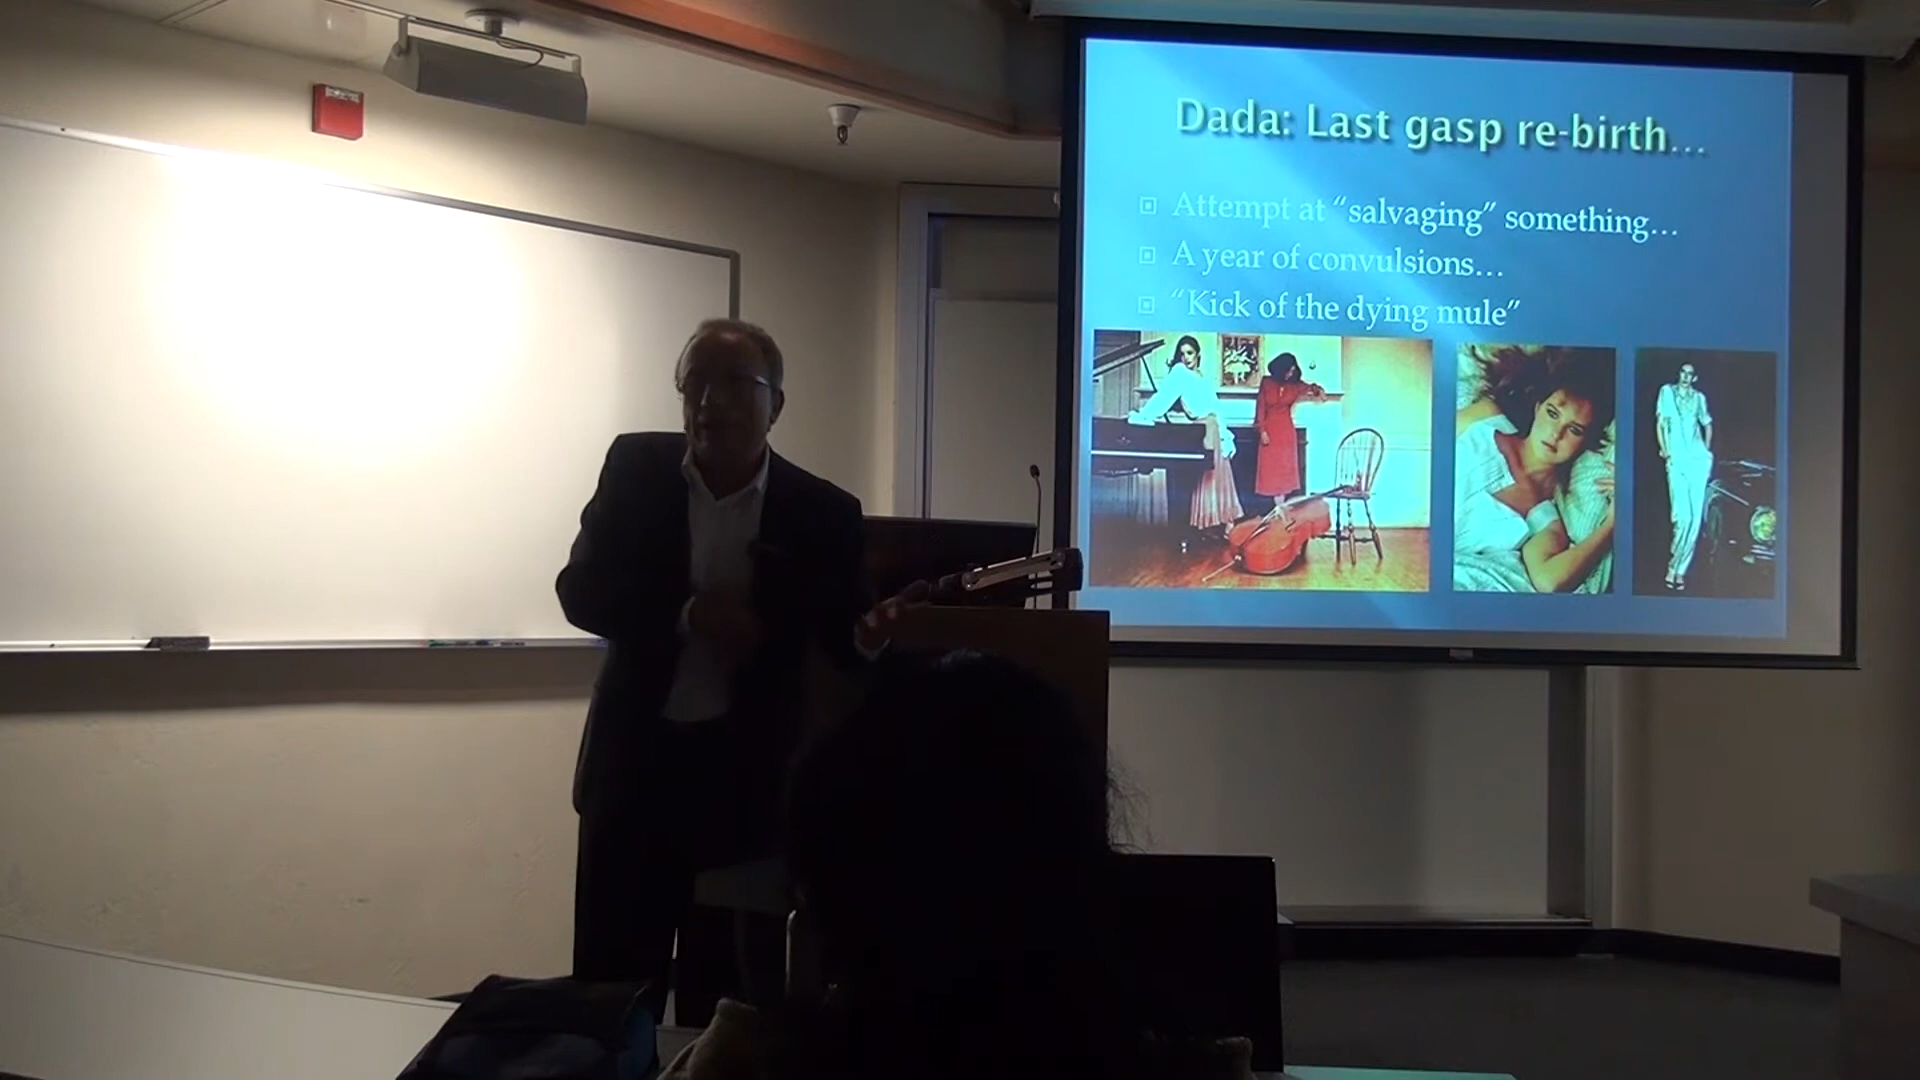 Dada: Last gasp re-birth...
Attempt at “salvaging” something...
A year of convulsions...
“Kick of the dying mule”